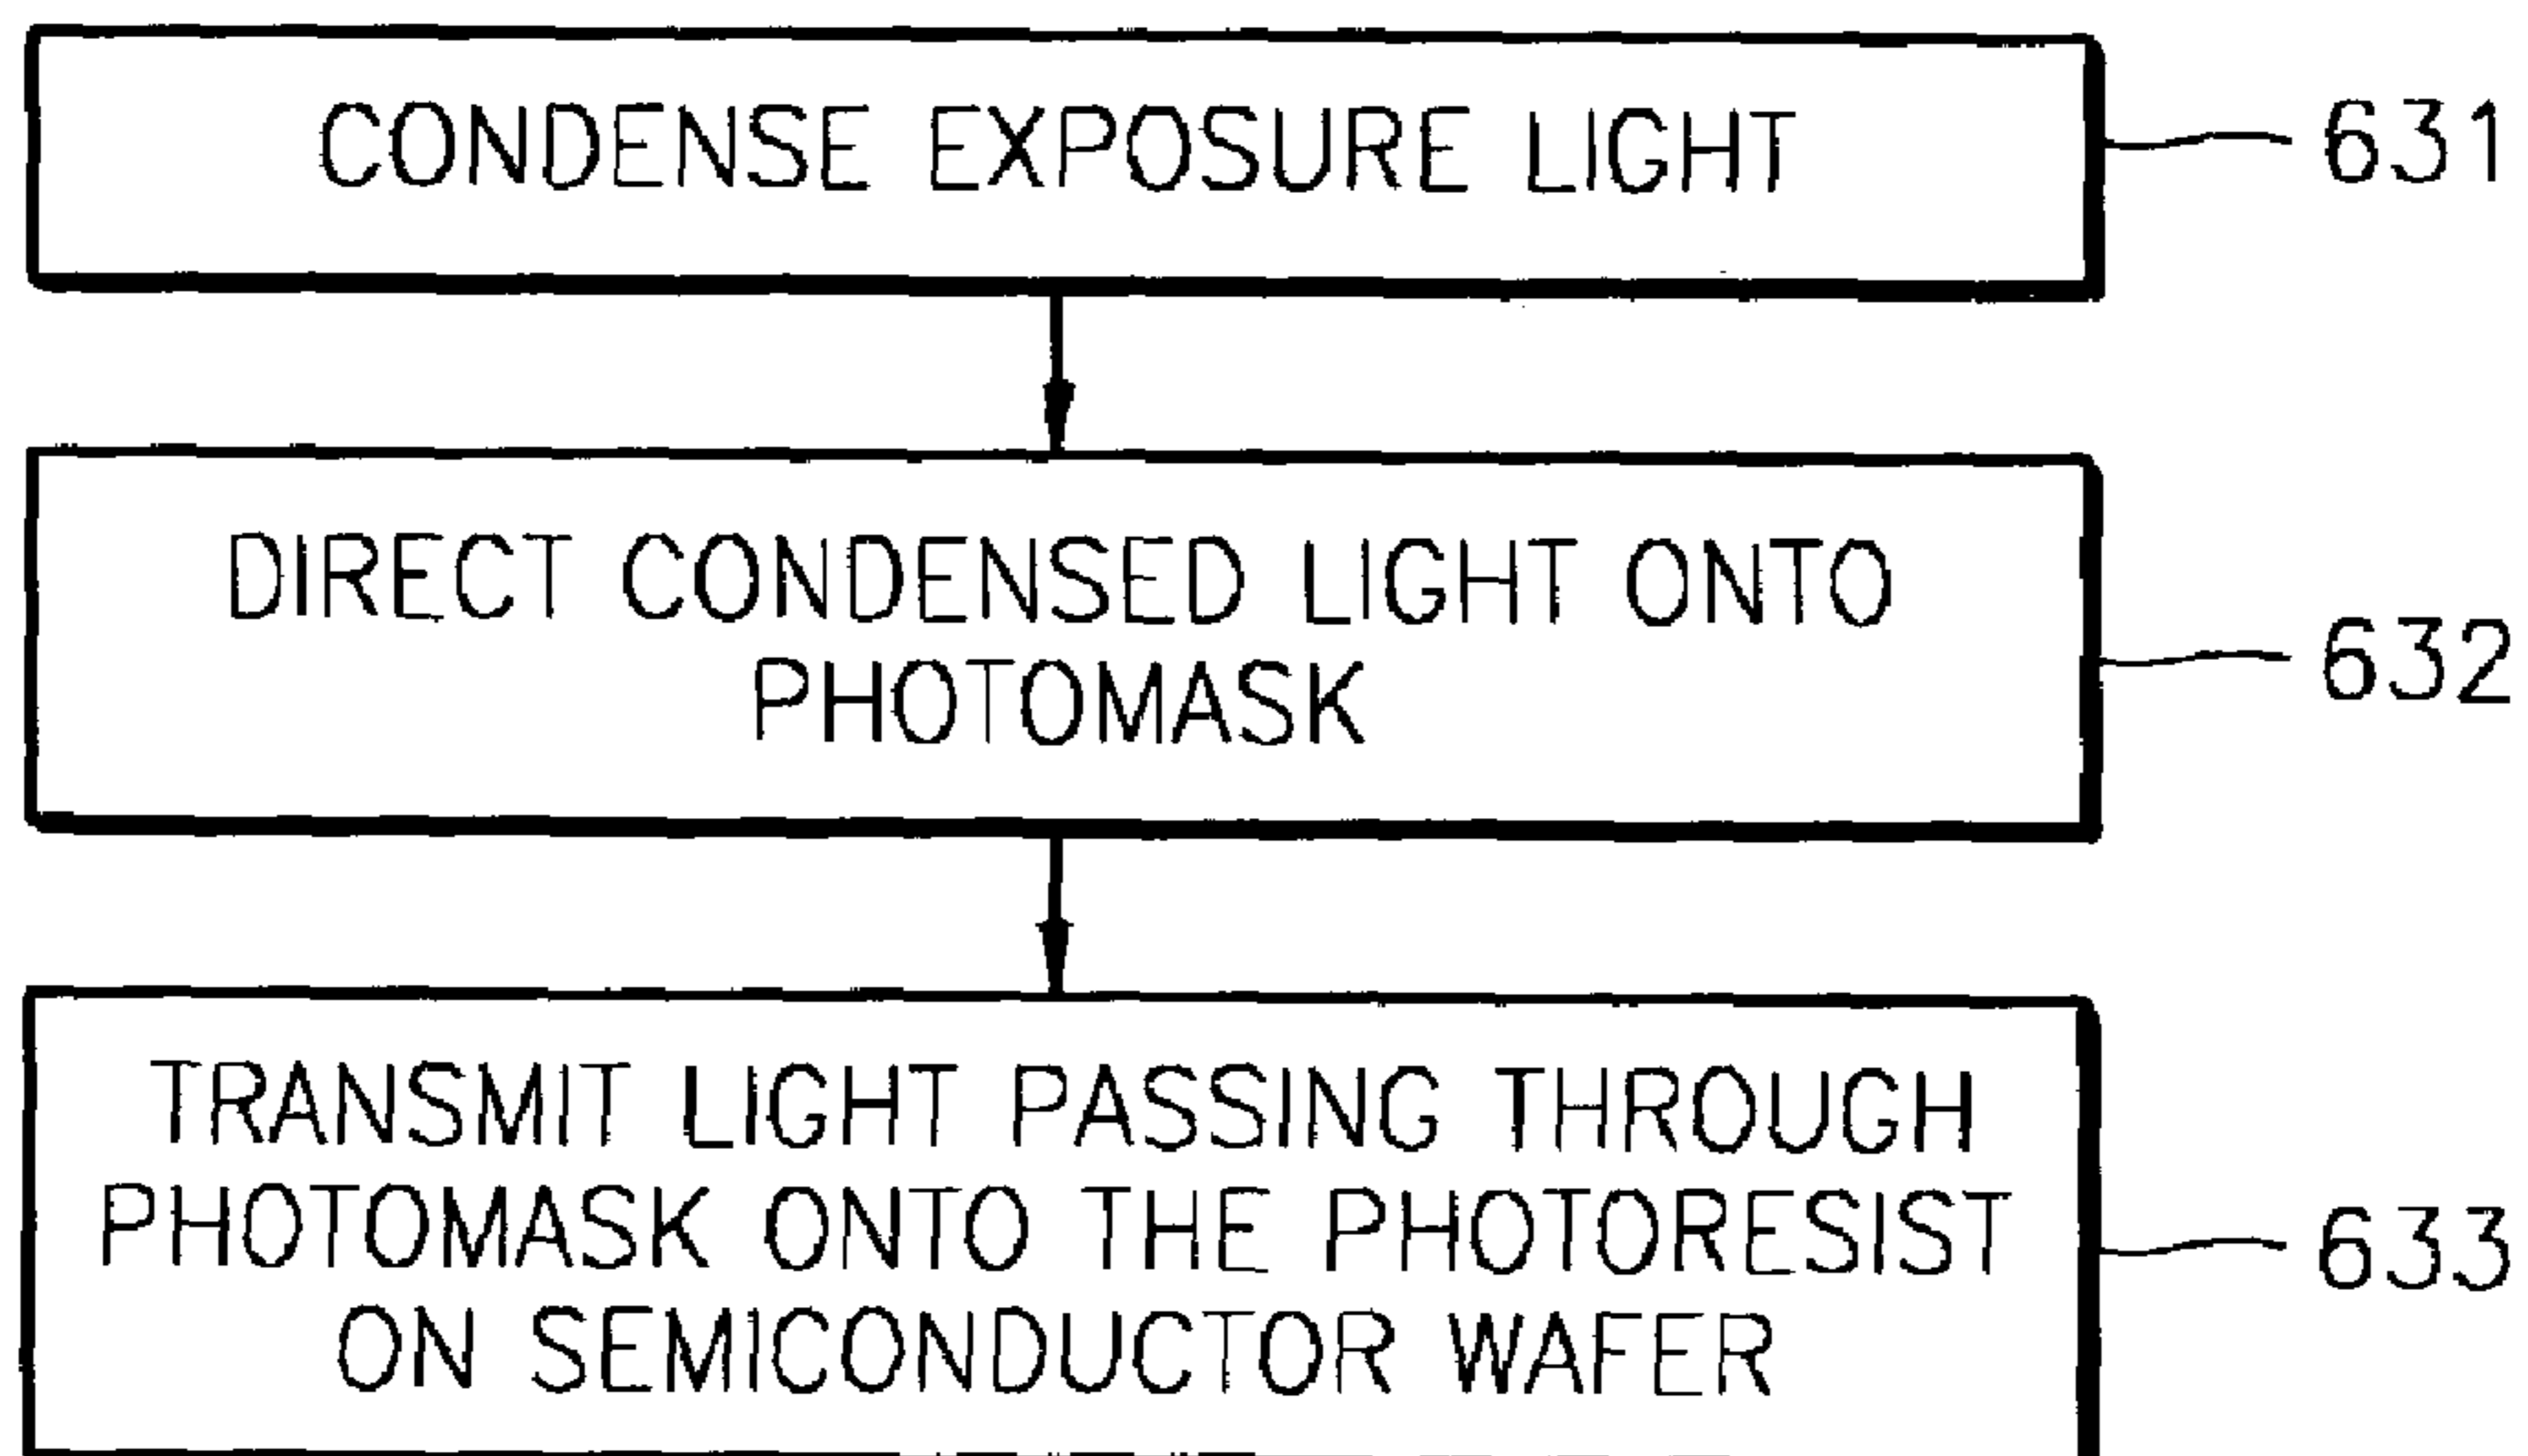 CONDENSE EXPOSURE LIGHT
631
DIRECT CONDENSED LIGHT ONTO
PHOTOMASK
632
TRANSMIT LIGHT PASSING THROUGH
PHOTOMASK ONTO THE PHOTORESIST
ON SEMICONDUCTOR WAFER
633